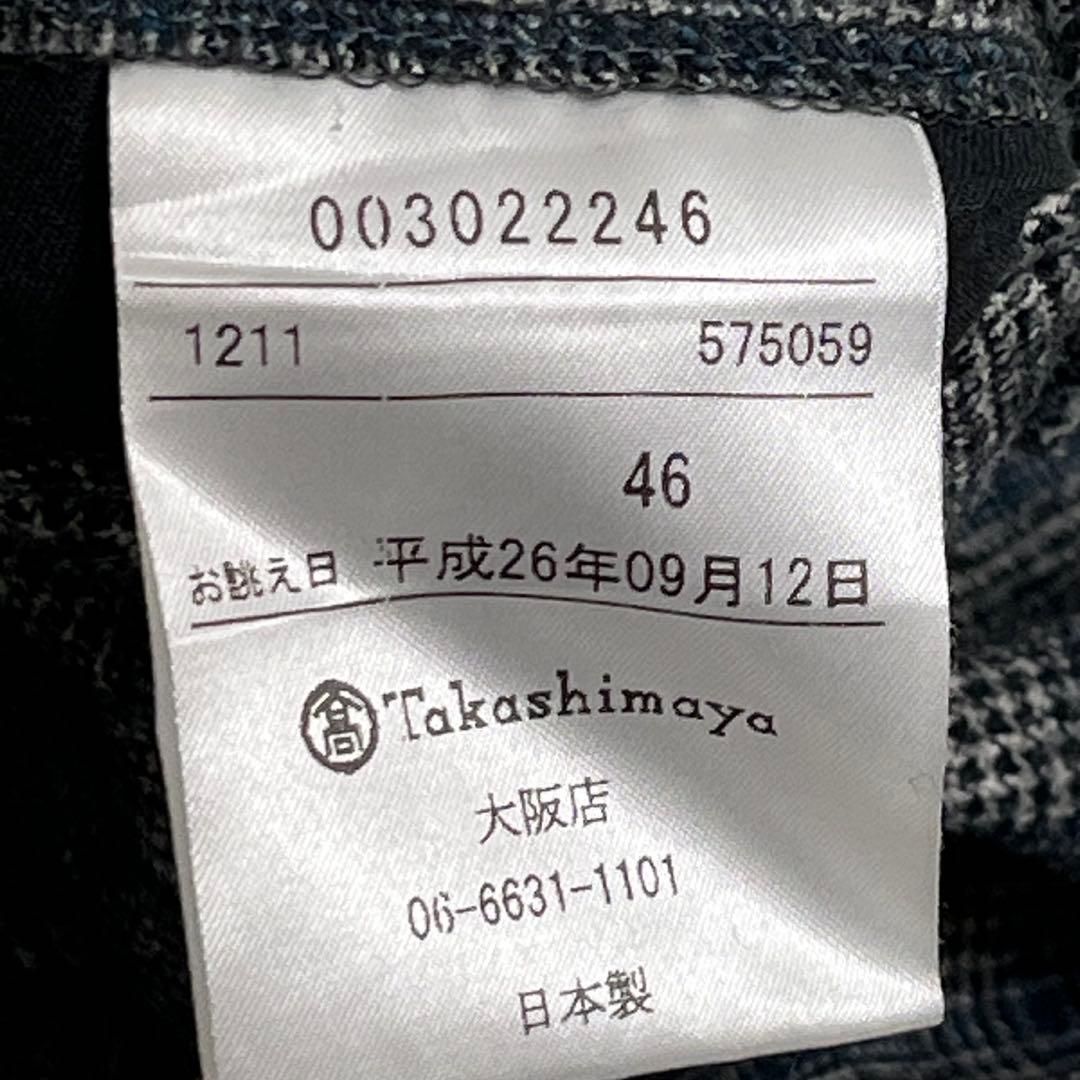 003022246
1211 575059
46
お誂え日 平成26年09月12日
髙 Takashimaya
大阪店
06-6631-1101
日本製